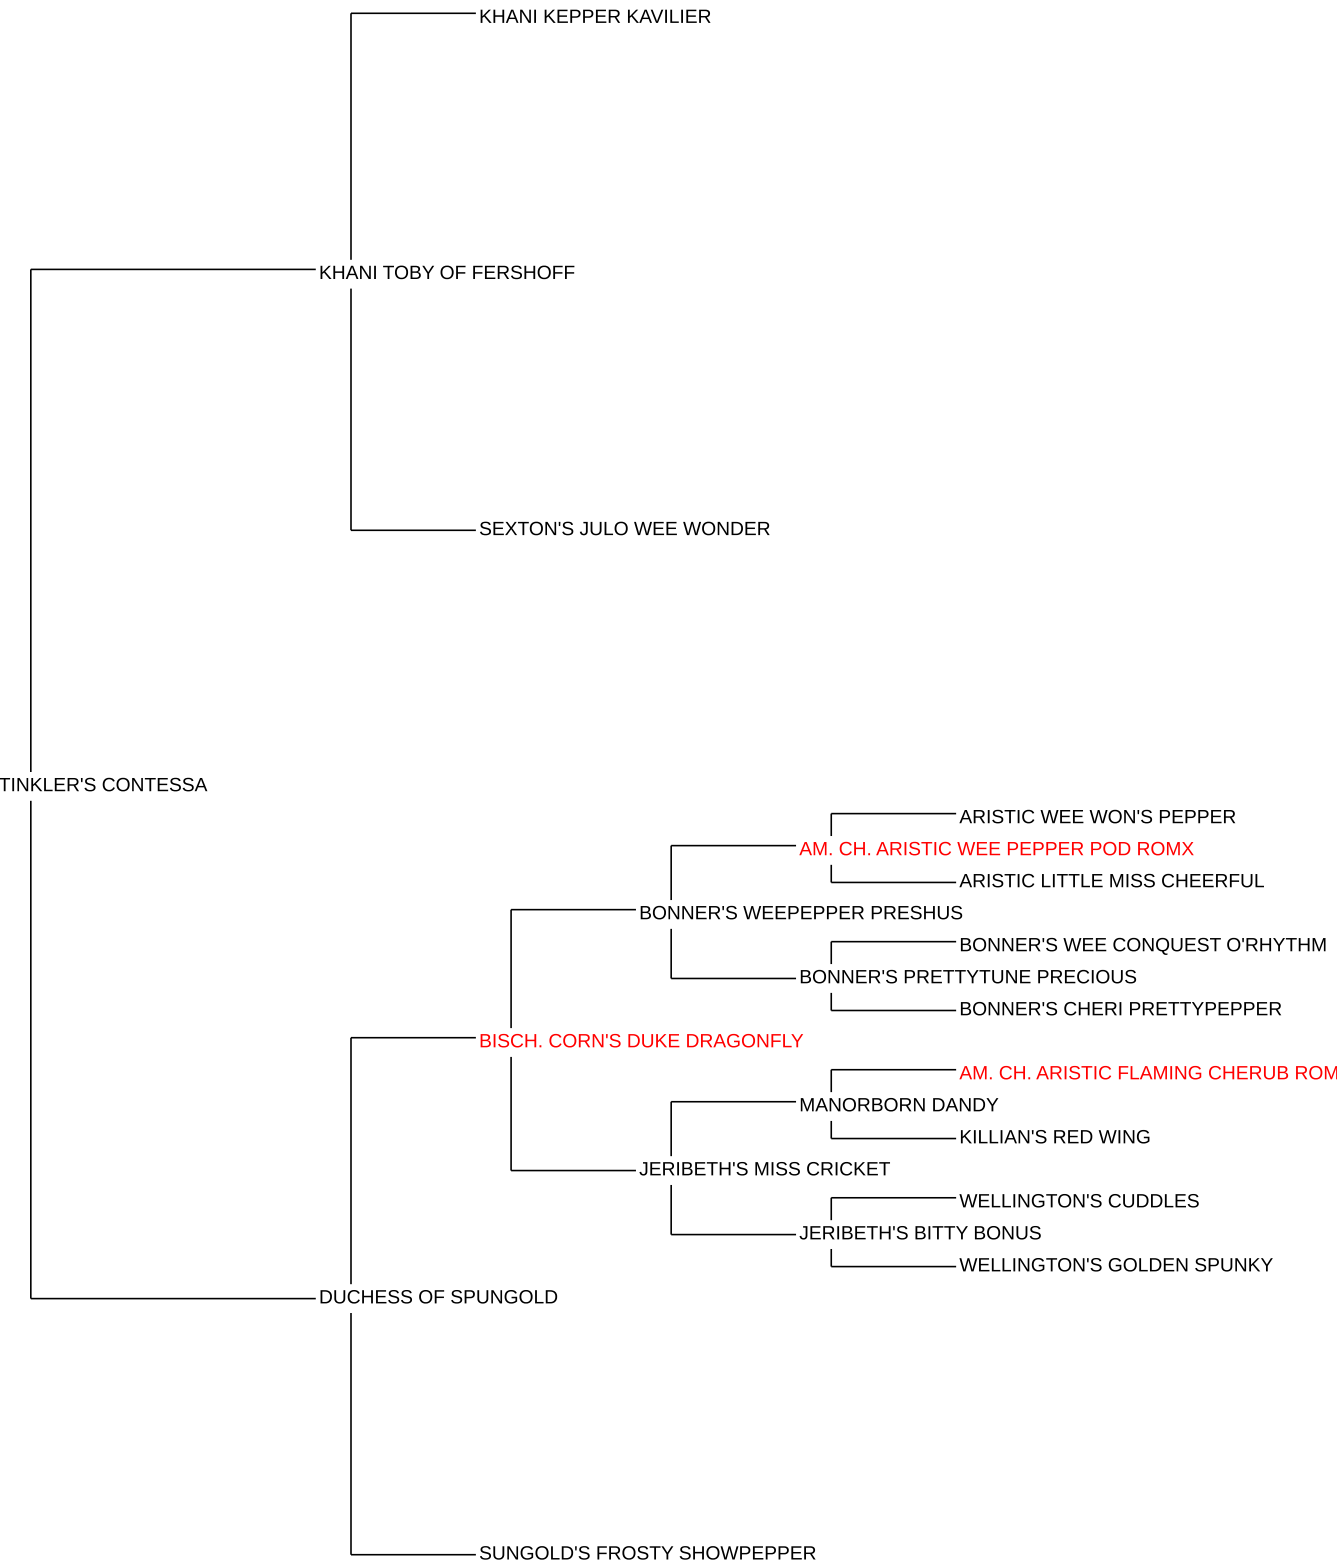 KHANI KEPPER KAVILIER
KHANI TOBY OF FERSHOFF
SEXTON'S JULO WEE WONDER
TINKLER'S CONTESSA
ARISTIC WEE WON'S PEPPER
AM. CH. ARISTIC WEE PEPPER POD ROMX
ARISTIC LITTLE MISS CHEERFUL
BONNER'S WEEPEPPER PRESHUS
BONNER'S WEE CONQUEST O'RHYTHM
BONNER'S PRETTYTUNE PRECIOUS
BONNER'S CHERI PRETTYPEPPER
BISCH. CORN'S DUKE DRAGONFLY
AM. CH. ARISTIC FLAMING CHERUB ROM
MANORBORN DANDY
KILLIAN'S RED WING
JERIBETH'S MISS CRICKET
WELLINGTON'S CUDDLES
JERIBETH'S BITTY BONUS
WELLINGTON'S GOLDEN SPUNKY
DUCHESS OF SPUNGOLD
SUNGOLD'S FROSTY SHOWPEPPER